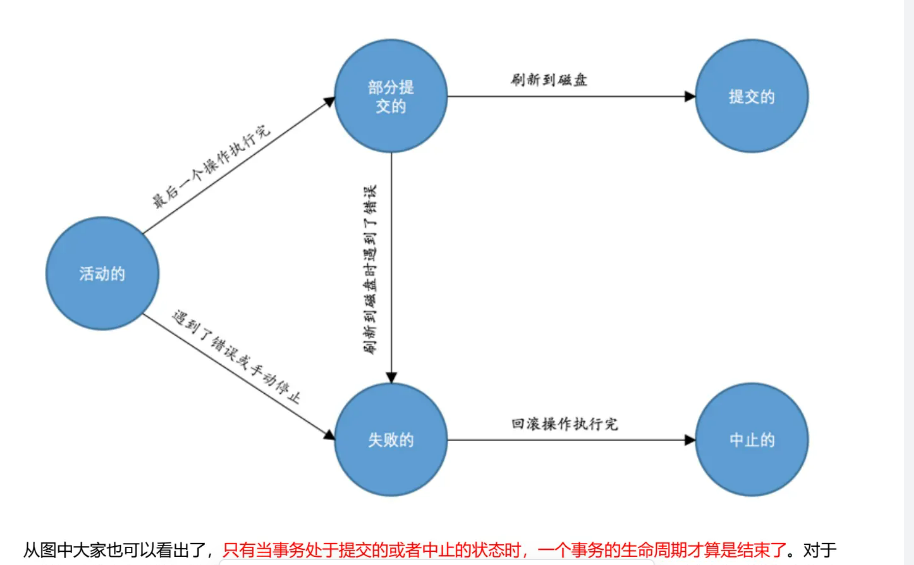 部分提
交的
刷新到磁盘
提交的
最后一个操作执行完
刷新到磁盘时遇到了错误
活动的
遇到了错误或手动停止
失败的
回滚操作执行完
中止的
从图中大家也可以看出了，只有当事务处于提交的或者中止的状态时，一个事务的生命周期才算是结束了。对于